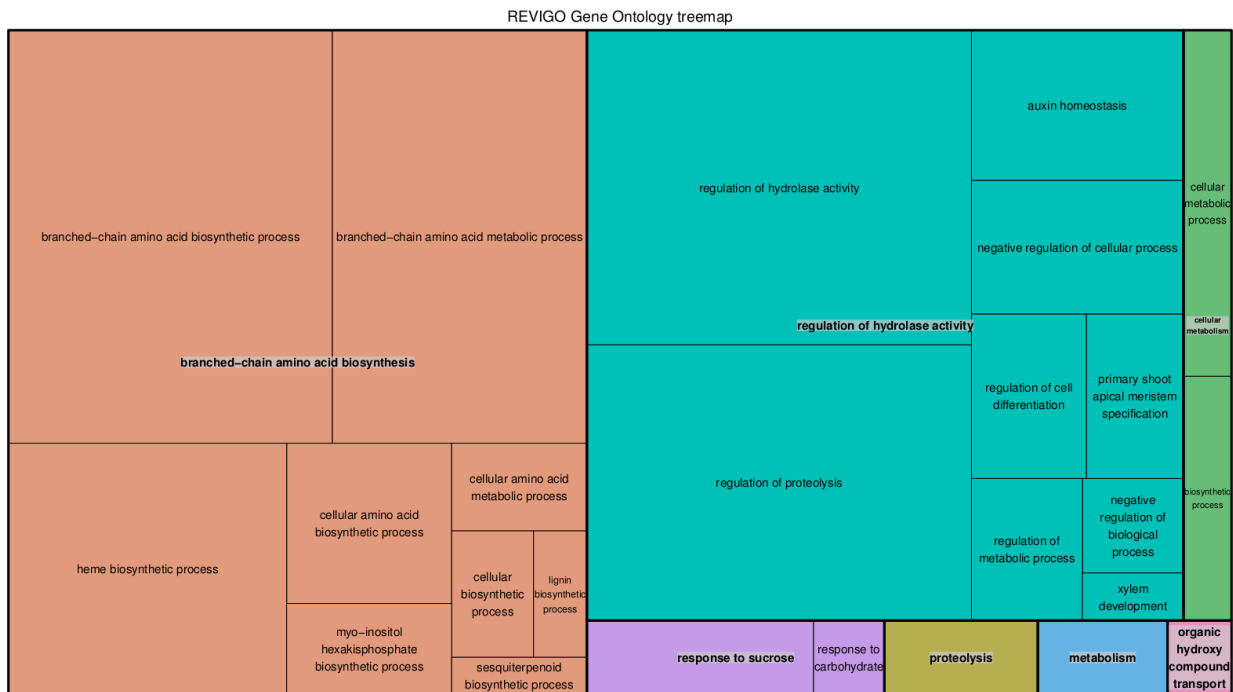 REVIGO Gene Ontology treemap
branched−chain amino acid biosynthetic process
branched−chain amino acid metabolic process
branched−chain amino acid biosynthesis
heme biosynthetic process
cellular amino acid
biosynthetic process
myo−inositol
hexakisphosphate
biosynthetic process
cellular amino acid
metabolic process
cellular
biosynthetic
process
lignin
biosynthetic
process
sesquiterpenoid
biosynthetic process
regulation of hydrolase activity
regulation of proteolysis
regulation of hydrolase activity
auxin homeostasis
negative regulation of cellular process
regulation of cell
differentiation
primary shoot
apical meristem
specification
regulation of
metabolic process
negative
regulation of
biological
process
xylem
development
cellular
metabolic
process
cellular
metabolism
biosynthetic
process
response to sucrose
response to
carbohydrate
proteolysis
metabolism
organic
hydroxy
compound
transport